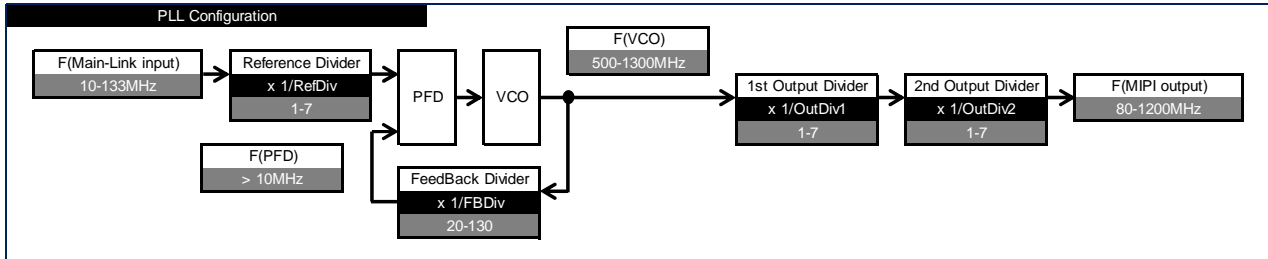 PLL Configuration
F(Main-Link input)
10-133MHz
Reference Divider
x 1/RefDiv
1-7
PFD
VCO
F(VCO)
500-1300MHz
1st Output Divider
x 1/OutDiv1
1-7
2nd Output Divider
x 1/OutDiv2
1-7
F(MIPI output)
80-1200MHz
F(PFD)
> 10MHz
FeedBack Divider
x 1/FBDiv
20-130